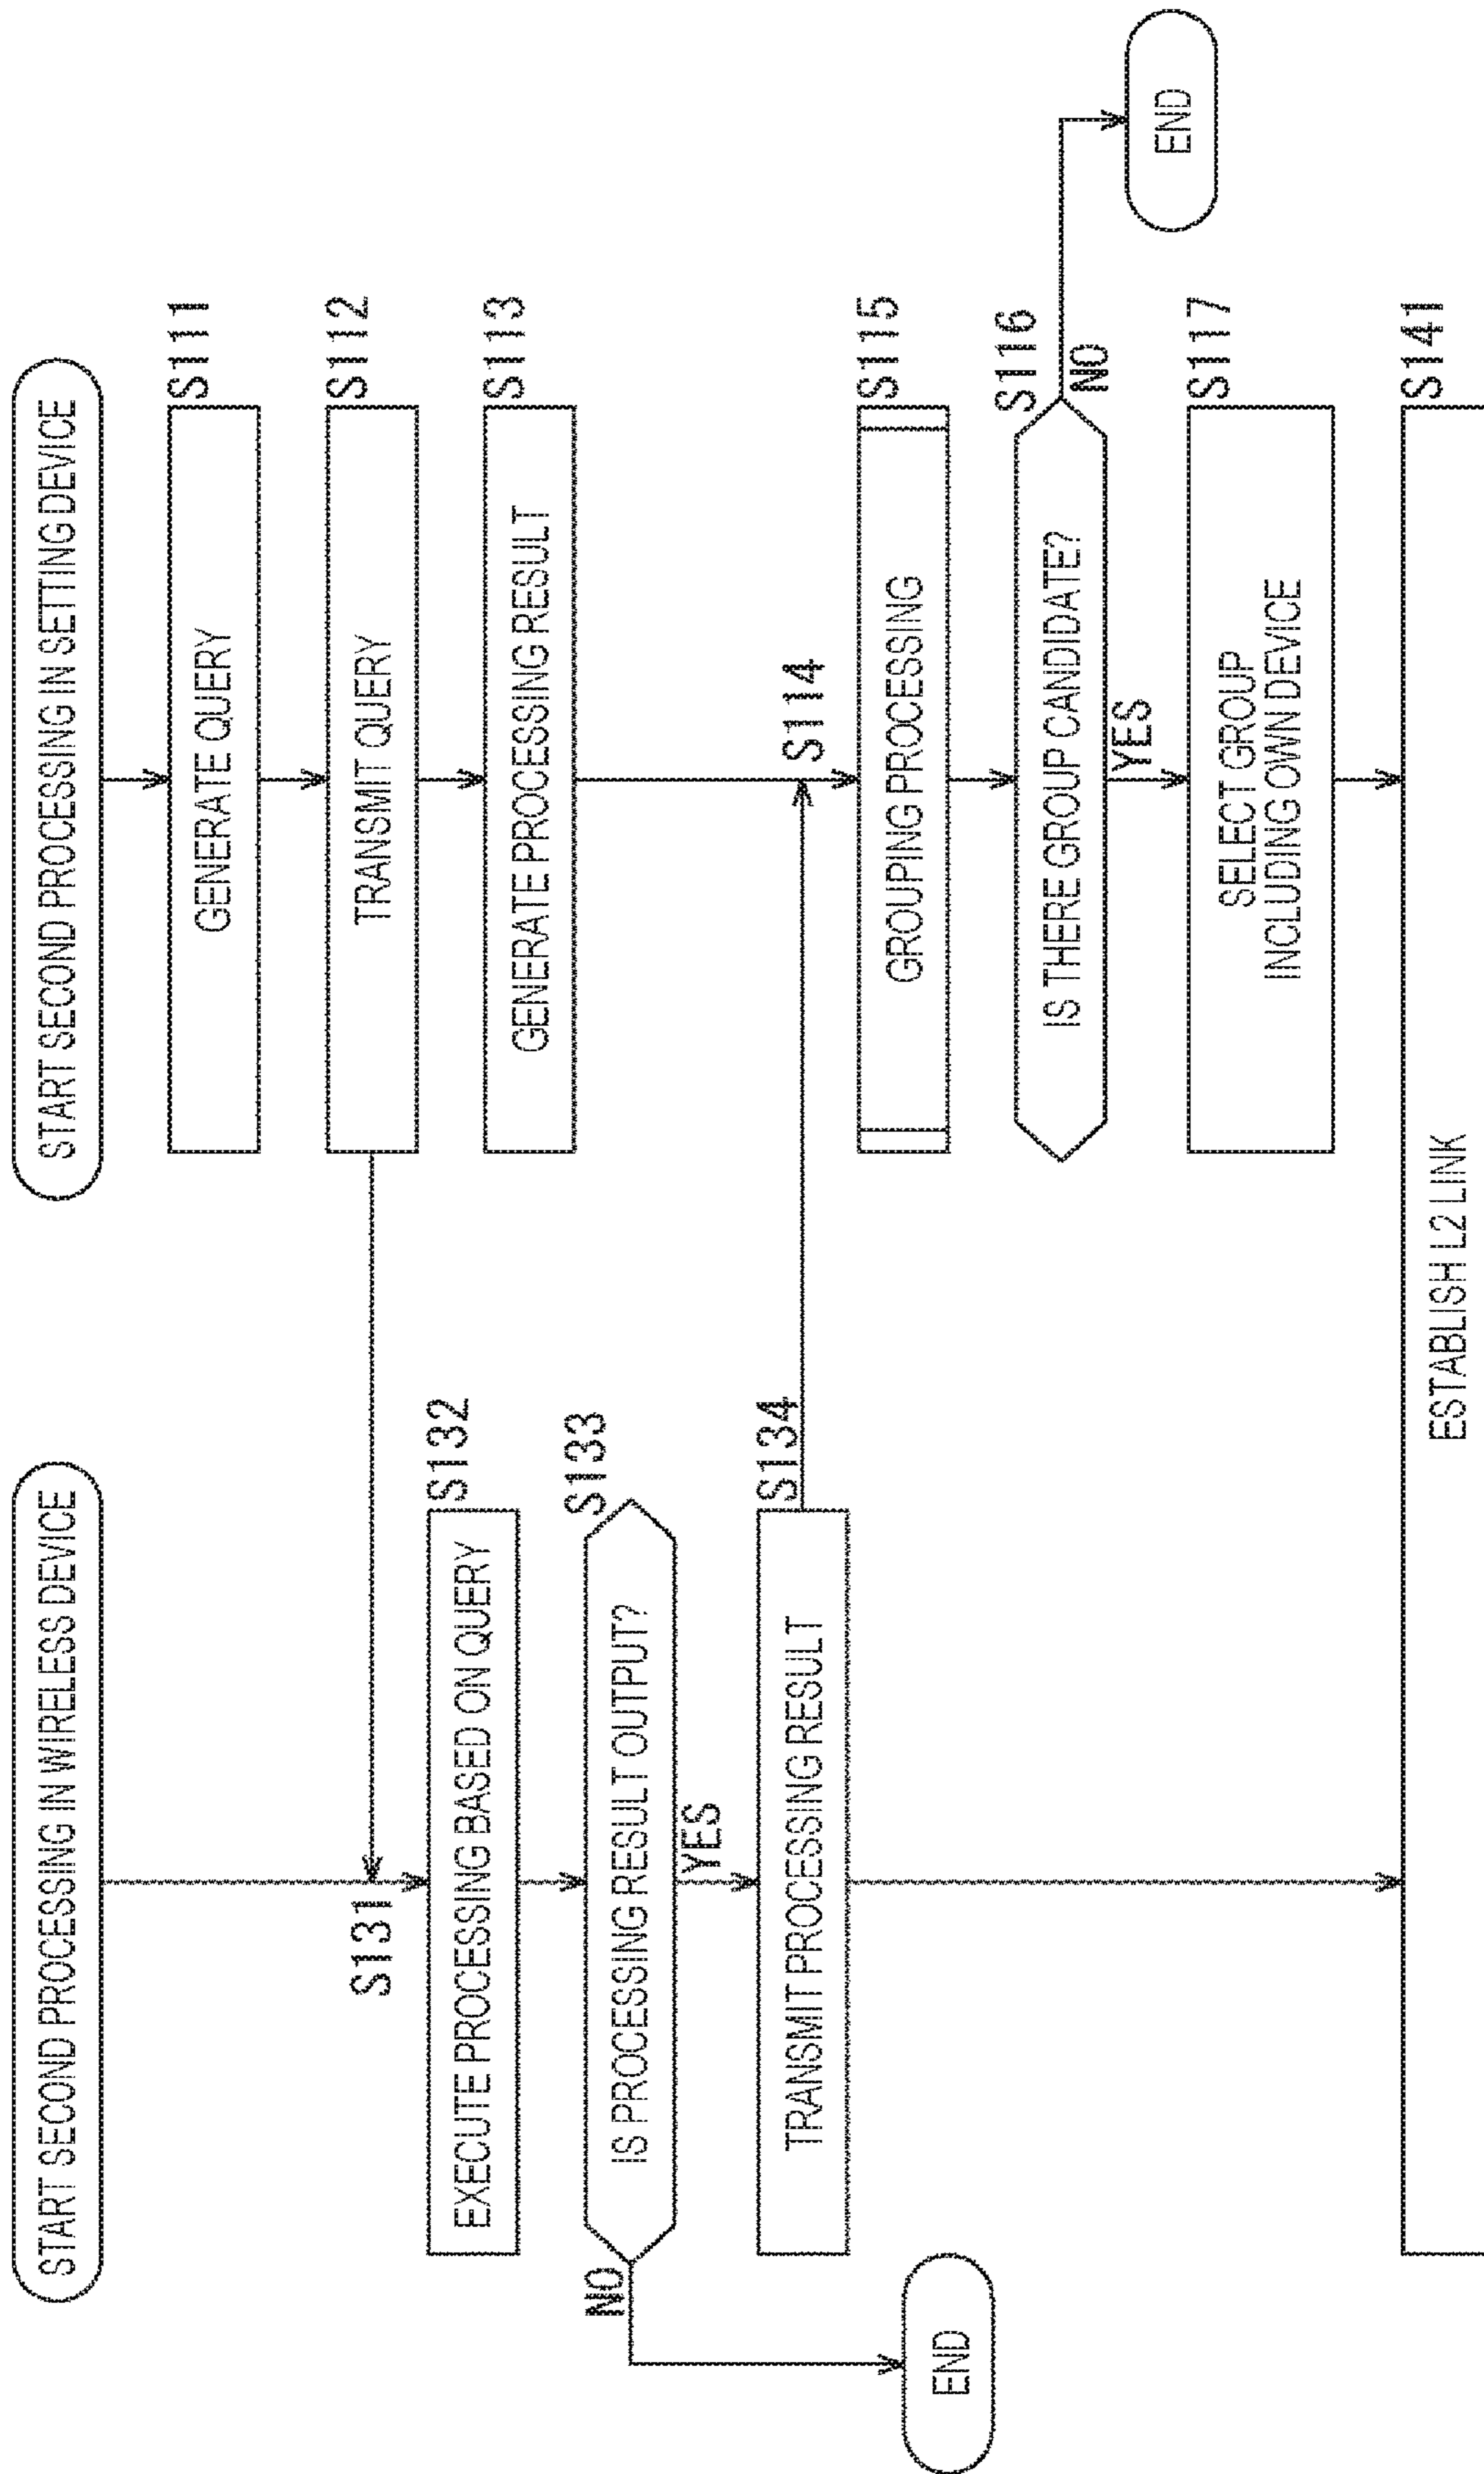 START SECOND PROCESSING IN WIRELESS DEVICE
S131
EXECUTE PROCESSING BASED ON QUERY
S132
IS PROCESSING RESULT OUTPUT?
S133
NO
YES
END
TRANSMIT PROCESSING RESULT
S134
START SECOND PROCESSING IN SETTING DEVICE
GENERATE QUERY
S111
TRANSMIT QUERY
S112
GENERATE PROCESSING RESULT
S113
S114
GROUPING PROCESSING
S115
IS THERE GROUP CANDIDATE?
S116
NO
YES
END
SELECT GROUP
INCLUDING OWN DEVICE
S117
ESTABLISH L2 LINK
S141